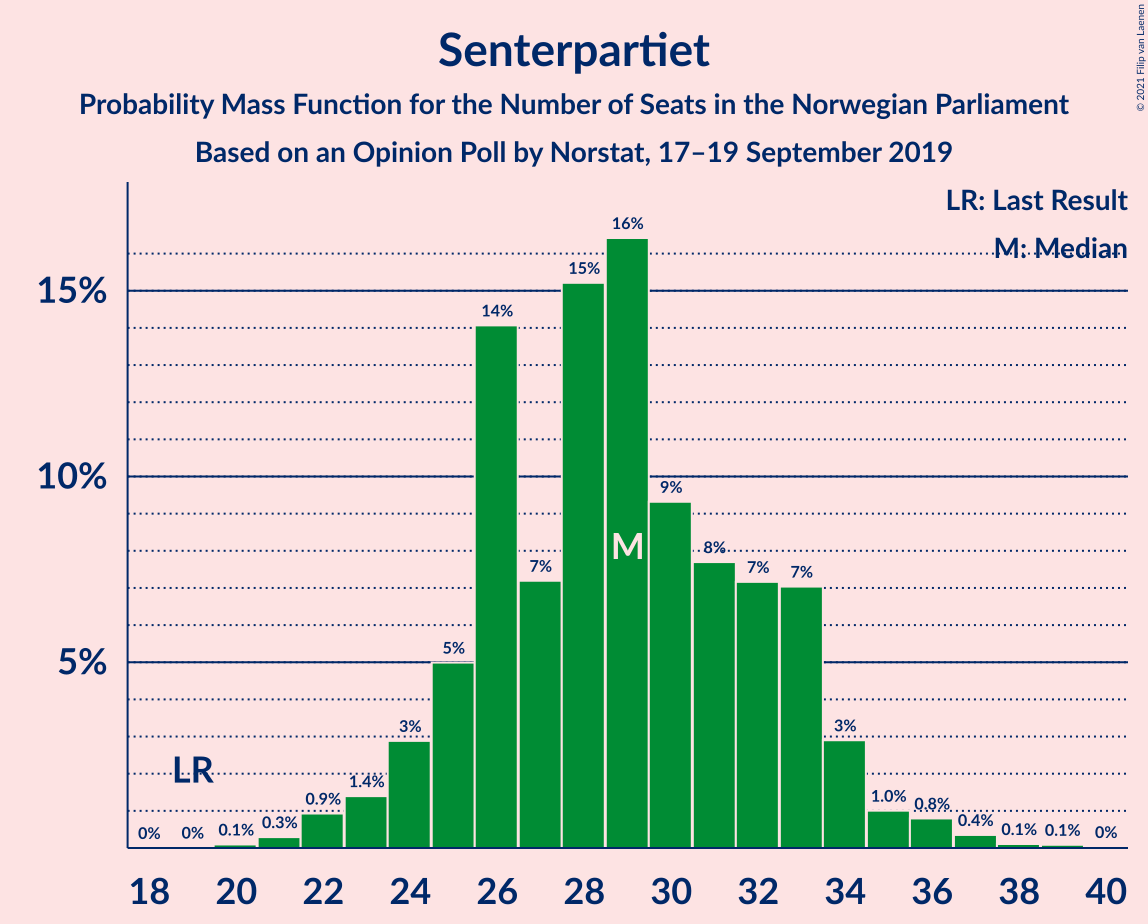 Senterpartiet
Probability Mass Function for the Number of Seats in the Norwegian Parliament
Based on an Opinion Poll by Norstat, 17–19 September 2019
© 2021 Filip van Laenen
LR: Last Result
M: Median
15%
10%
5%
0%
0%
0.1%
0.3%
0.9%
1.4%
3%
5%
14%
7%
15%
16%
9%
8%
7%
7%
3%
1.0%
0.8%
0.4%
0.1%
0.1%
0%
LR
M
18 20 22 24 26 28 30 32 34 36 38 40